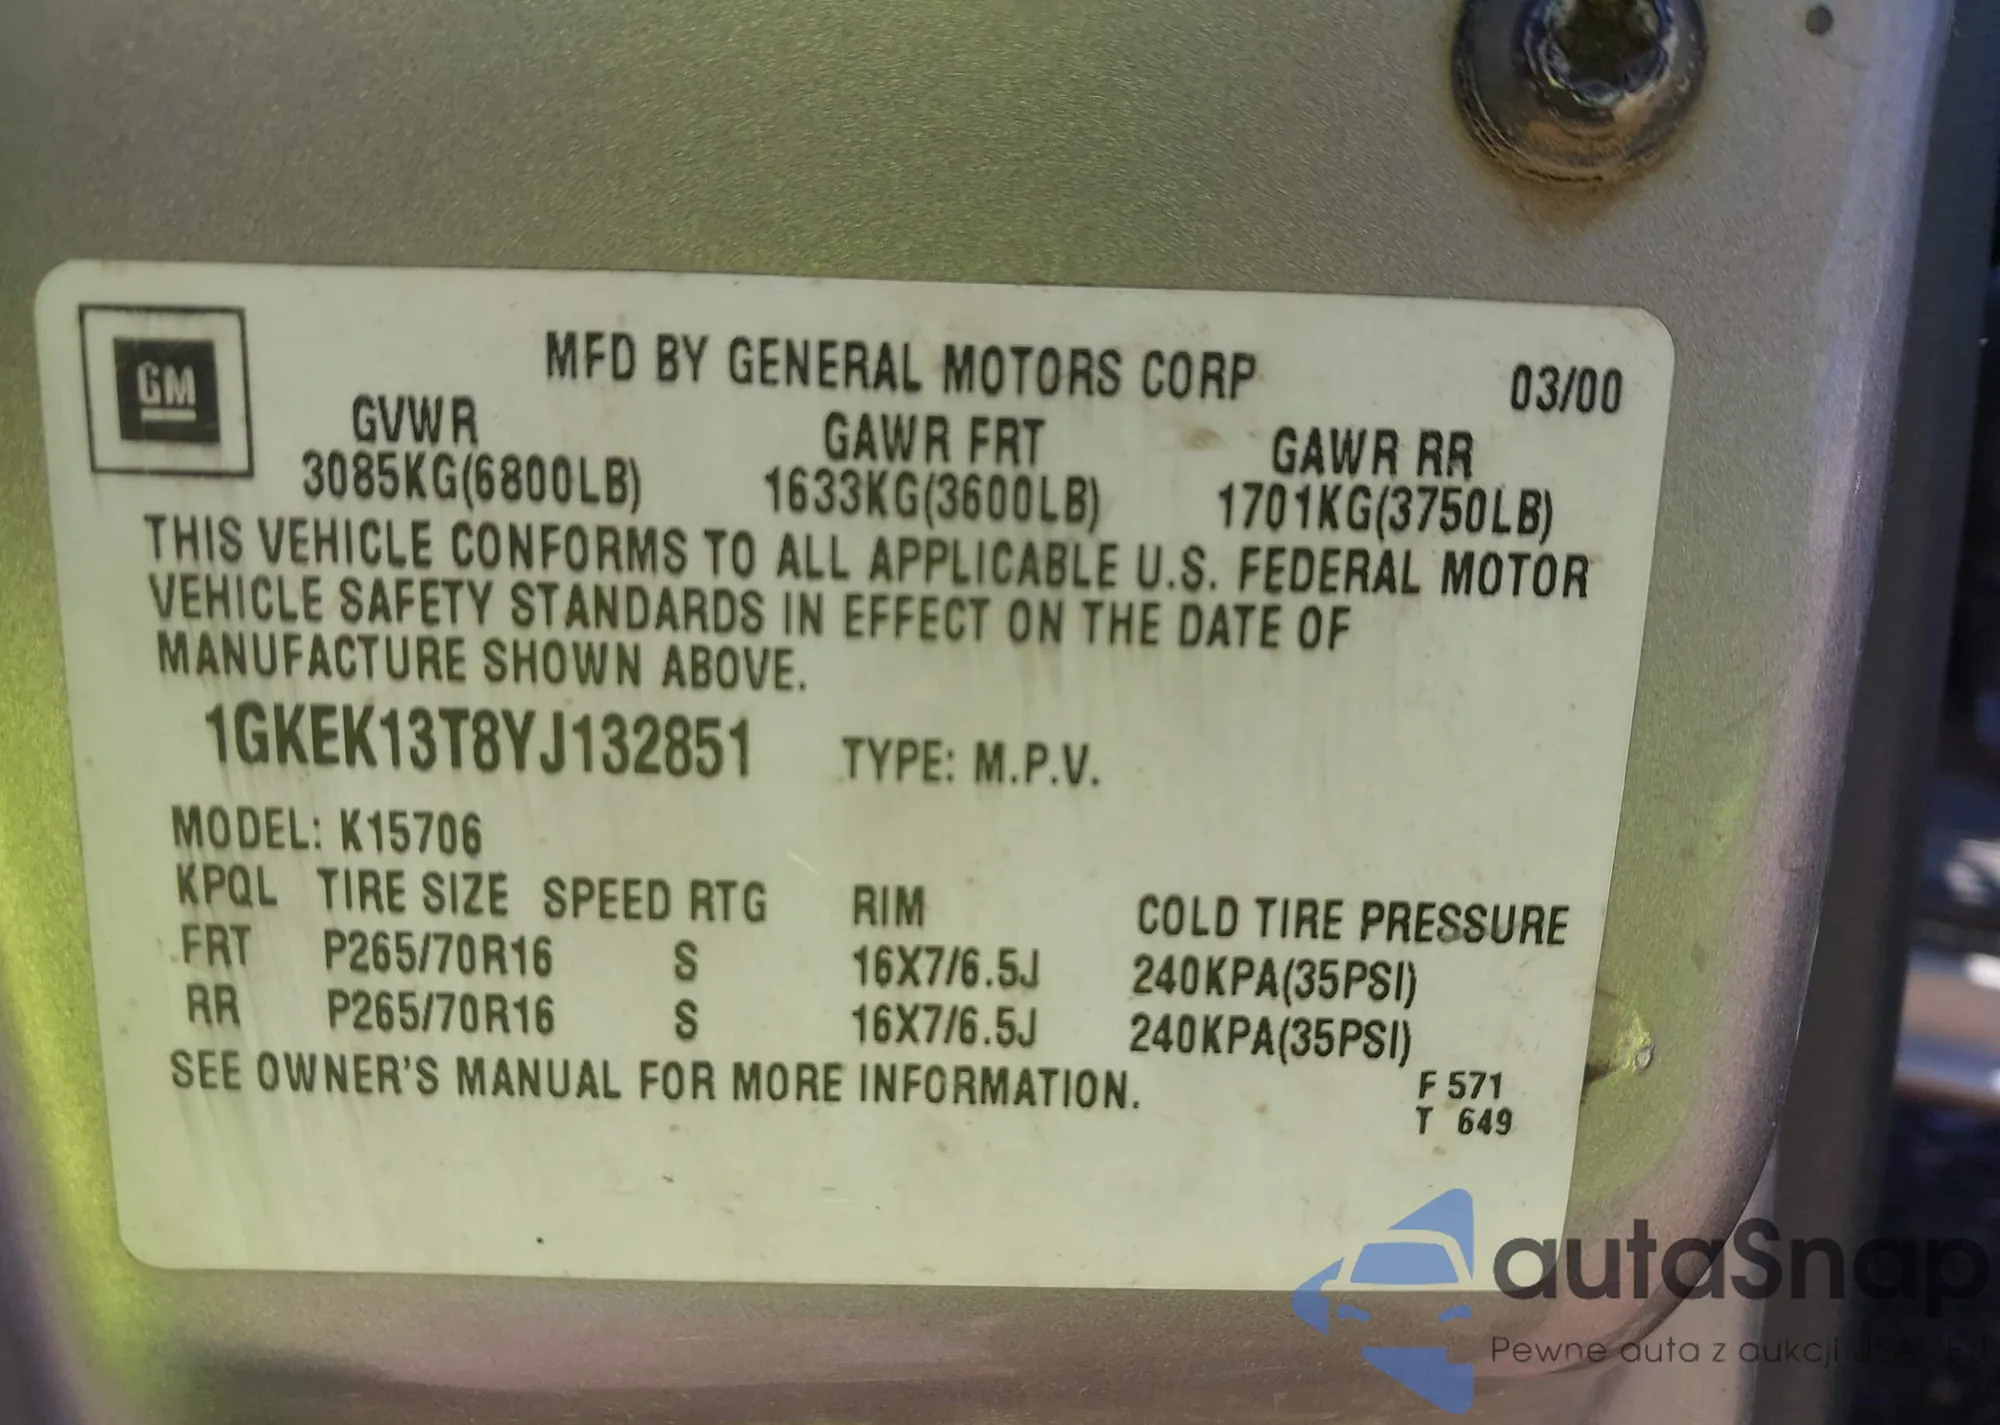 GM
MFD BY GENERAL MOTORS CORP 03/00
GVWR GAWR FRT GAWR RR
3085KG(6800LB) 1633KG(3600LB) 1701KG(3750LB)
THIS VEHICLE CONFORMS TO ALL APPLICABLE U.S. FEDERAL MOTOR
VEHICLE SAFETY STANDARDS IN EFFECT ON THE DATE OF
MANUFACTURE SHOWN ABOVE.
1GKEK13T8YJ132851 TYPE: M.P.V.
MODEL: K15706
KPQL TIRE SIZE SPEED RTG RIM COLD TIRE PRESSURE
FRT P265/70R16 S 16X7/6.5J 240KPA(35PSI)
RR P265/70R16 S 16X7/6.5J 240KPA(35PSI)
SEE OWNER'S MANUAL FOR MORE INFORMATION.
F 571
T 649
autaSnap
Pewne auta z aukcji USA